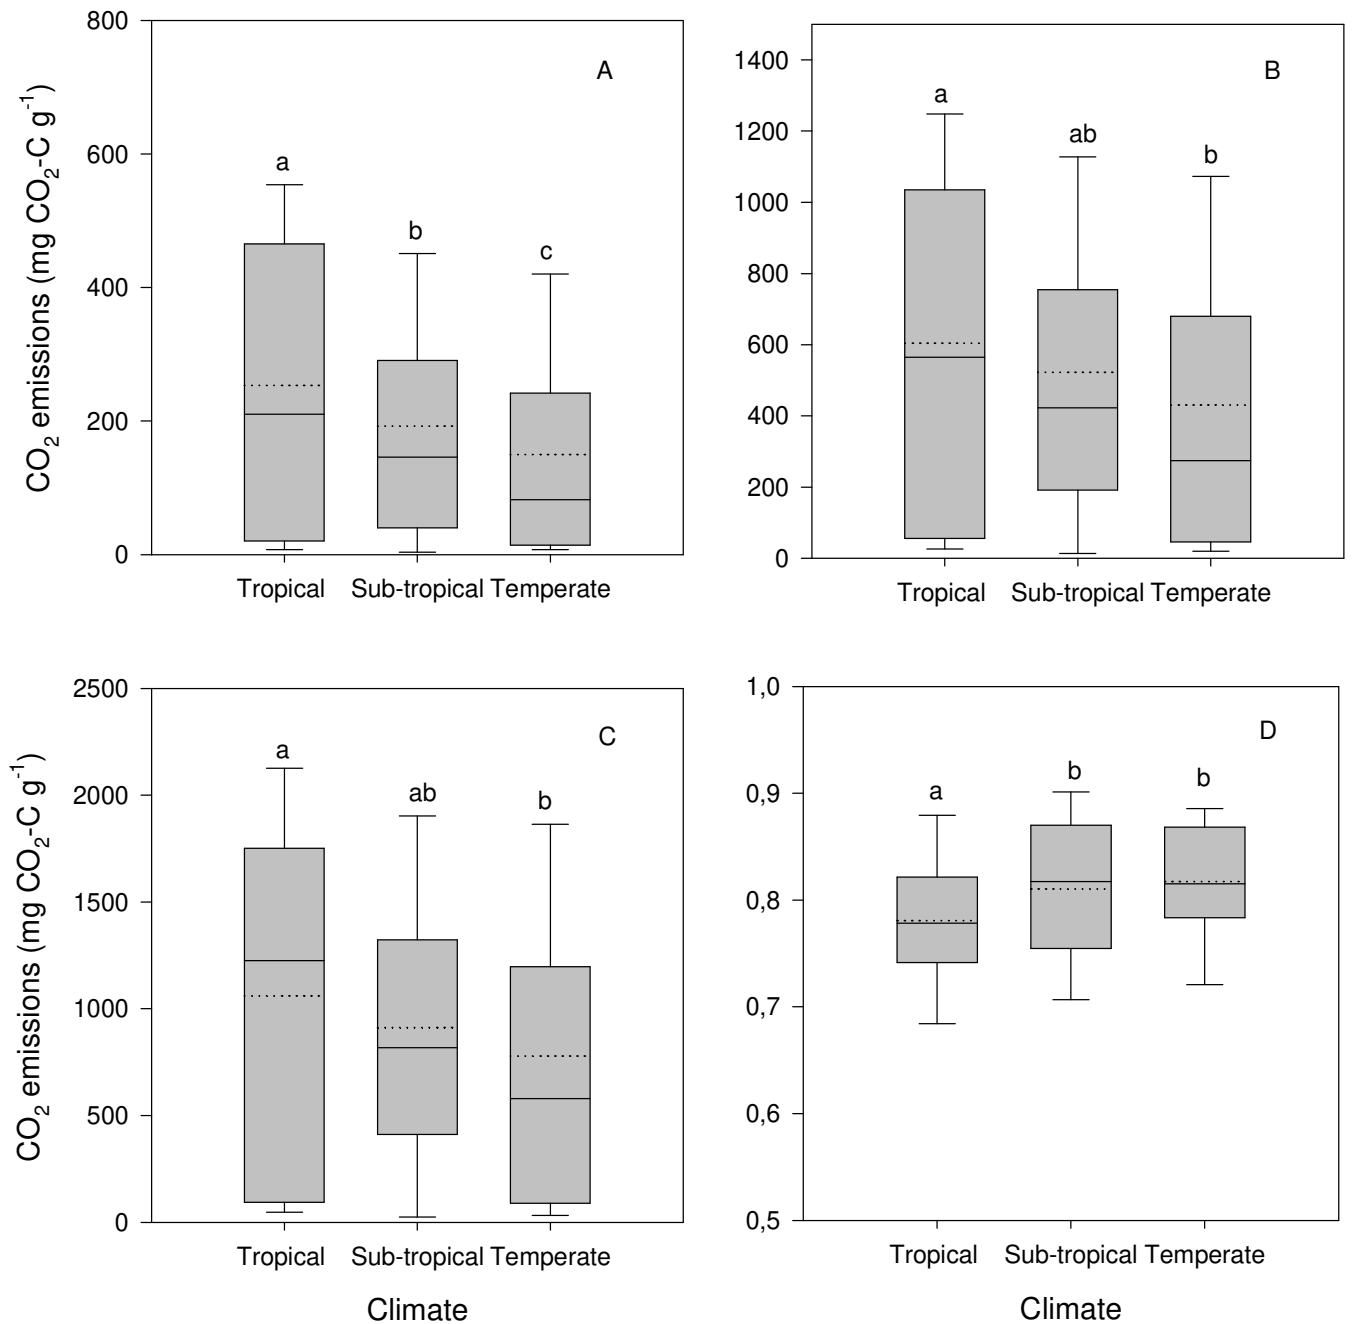 A
CO₂ emissions (mg CO₂-C g⁻¹)
800
600
400
200
0
a
b
c
Tropical Sub-tropical Temperate
B
1400
1200
1000
800
600
400
200
0
a
ab
b
Tropical Sub-tropical Temperate
C
CO₂ emissions (mg CO₂-C g⁻¹)
2500
2000
1500
1000
500
0
a
ab
b
Tropical Sub-tropical Temperate
Climate
D
1,0
0,9
0,8
0,7
0,6
0,5
a
b
b
Tropical Sub-tropical Temperate
Climate